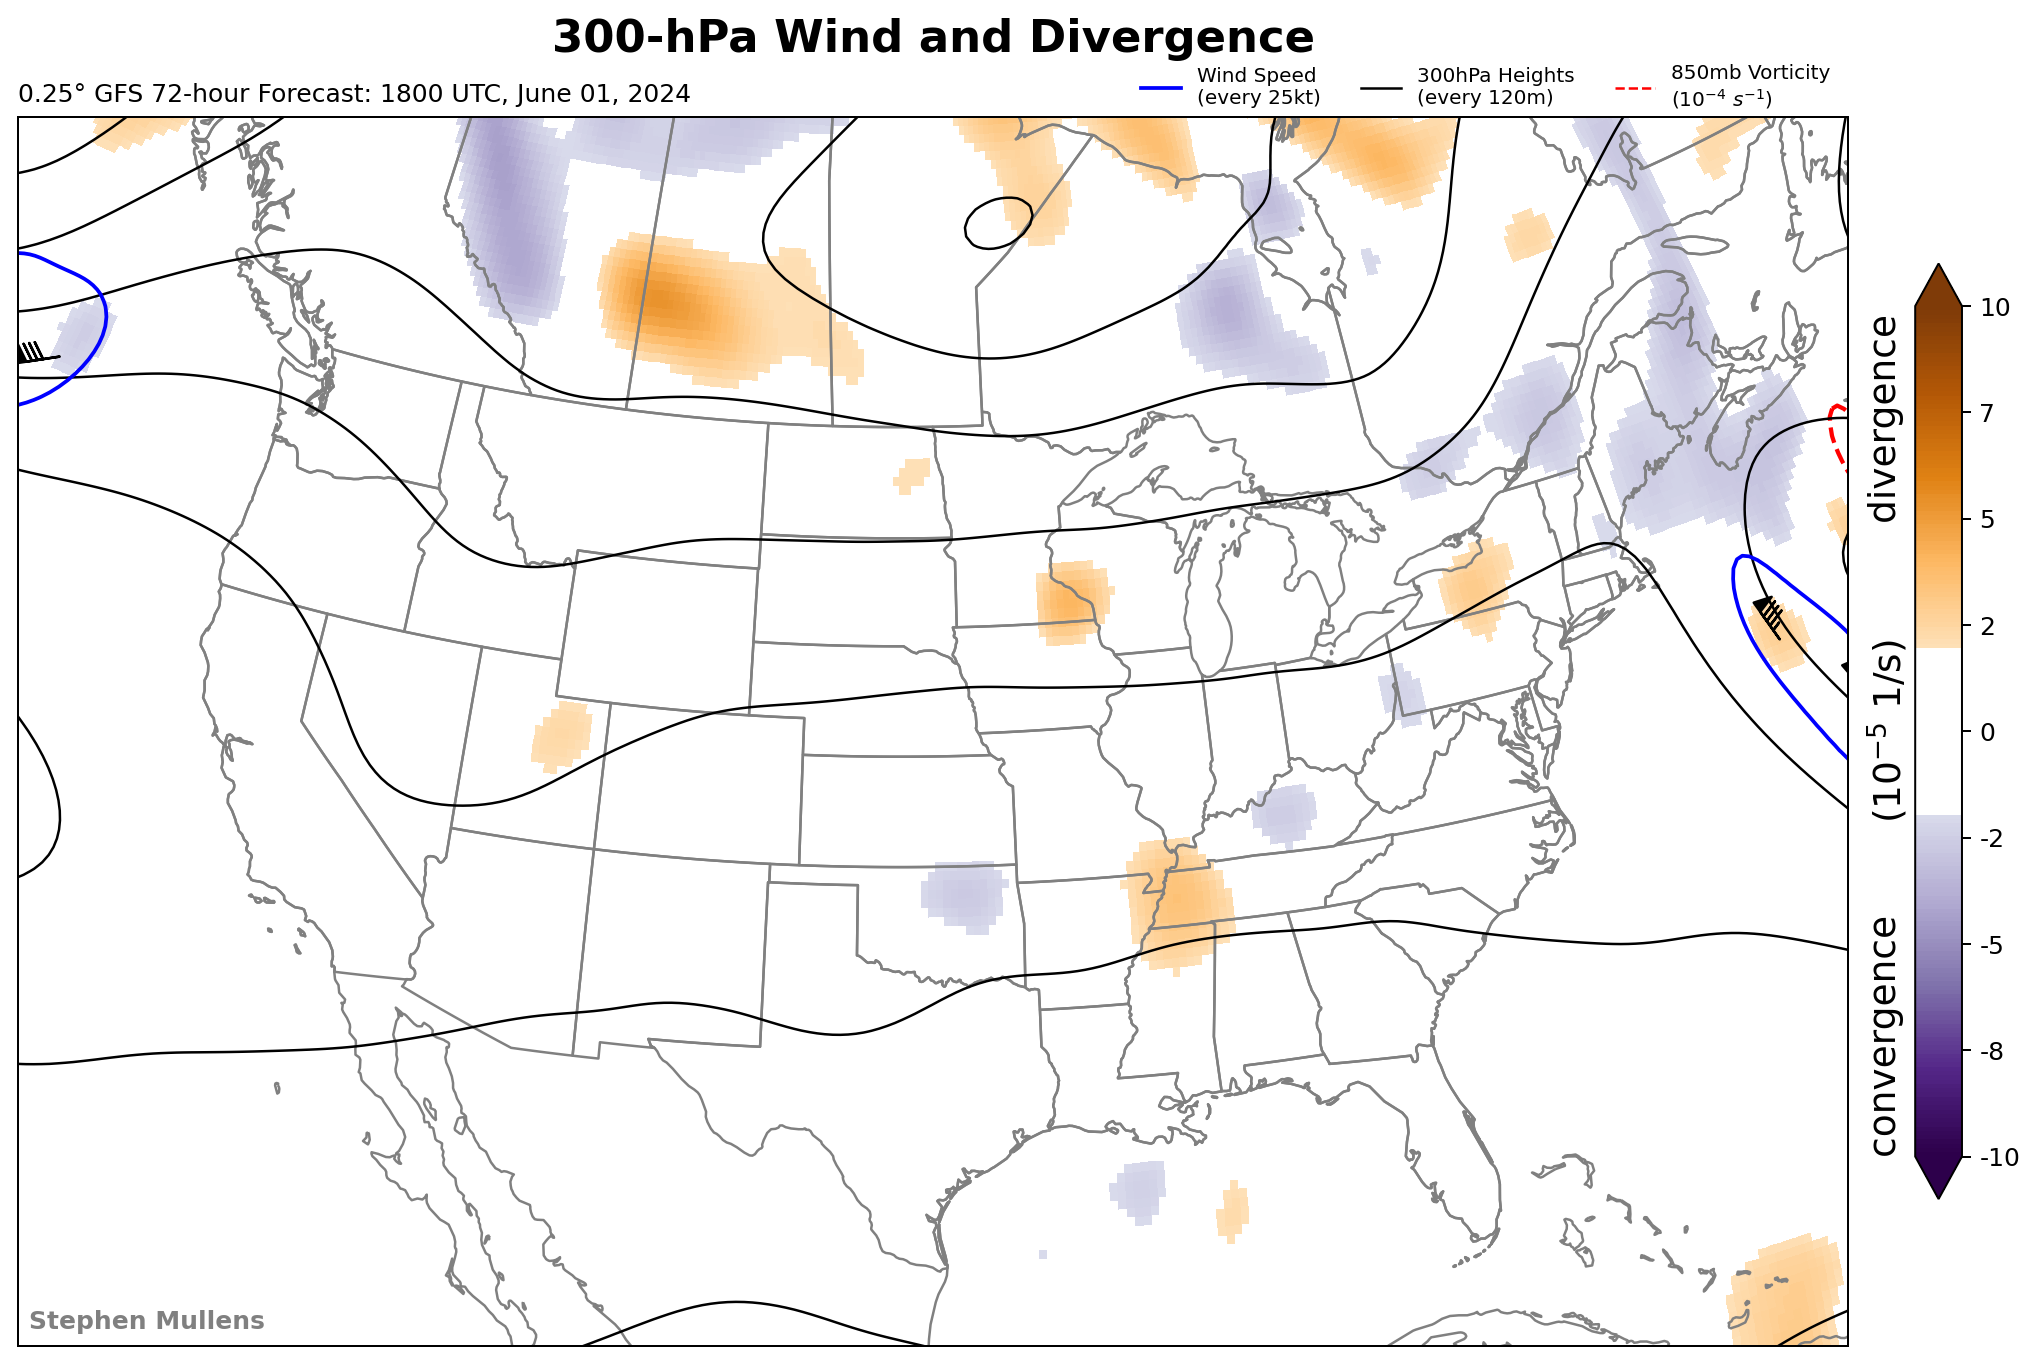 300-hPa Wind and Divergence
0.25° GFS 72-hour Forecast: 1800 UTC, June 01, 2024
Wind Speed
(every 25kt)
300hPa Heights
(every 120m)
850mb Vorticity
(10⁻⁴ s⁻¹)
10
7
5
2
0
-2
-5
-8
-10
convergence (10⁻⁵ 1/s) divergence
Stephen Mullens